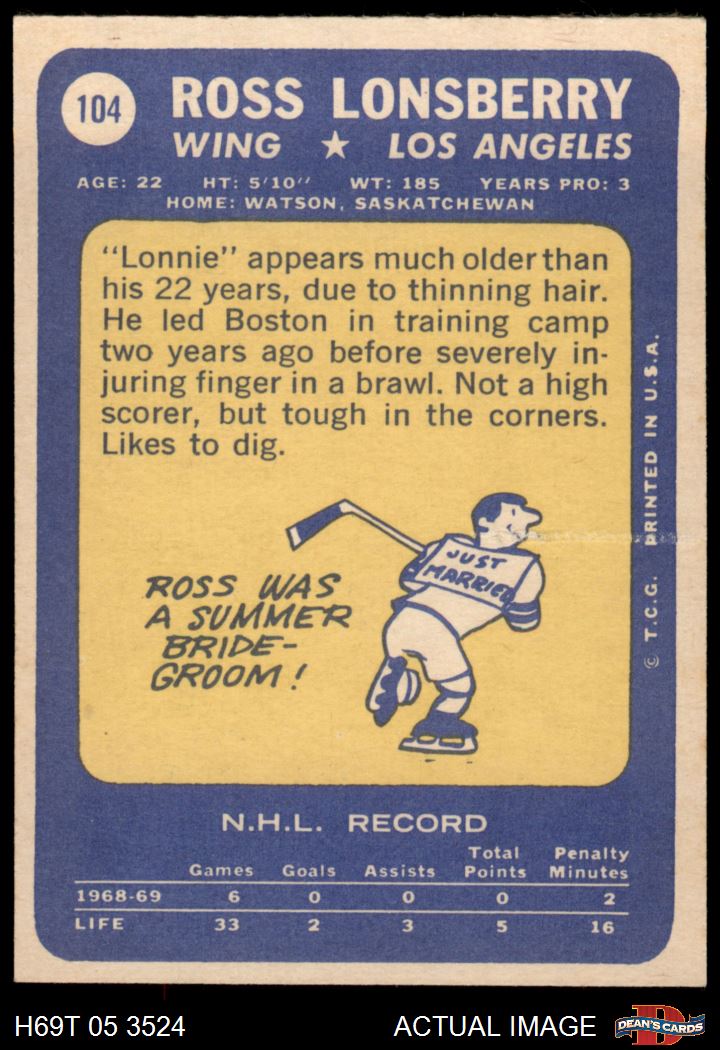 104
ROSS LONSBERRY
WING ★ LOS ANGELES
AGE: 22 HT: 5'10" WT: 185 YEARS PRO: 3
HOME: WATSON, SASKATCHEWAN
"Lonnie" appears much older than
his 22 years, due to thinning hair.
He led Boston in training camp
two years ago before severely in-
juring finger in a brawl. Not a high
scorer, but tough in the corners.
Likes to dig.
JUST
MARRIED
ROSS WAS
A SUMMER
BRIDE-
GROOM!
© T.C.G. PRINTED IN U.S.A.
N.H.L. RECORD
Games Goals Assists Total Points Penalty Minutes
1968-69 6 0 0 0 2
LIFE 33 2 3 5 16
H69T 05 3524 ACTUAL IMAGE
D
DEAN'S CARDS